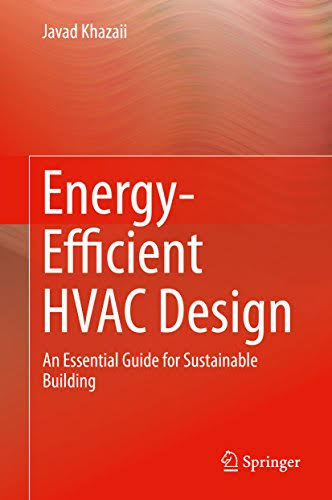 Javad Khazaii
Energy-
Efficient
HVAC Design
An Essential Guide for Sustainable
Building
Springer